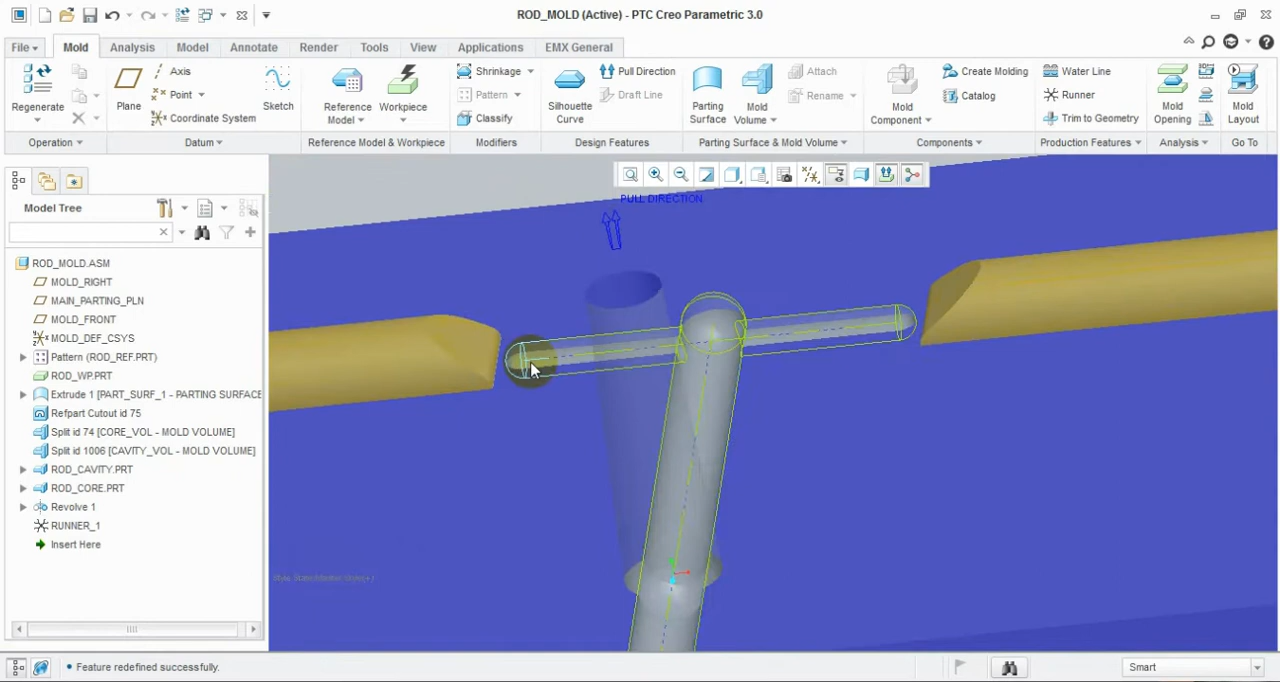 ROD_MOLD (Active) - PTC Creo Parametric 3.0
File Mold Analysis Model Annotate Render Tools View Applications EMX General
Regenerate
Operation
Plane
Axis
Point
Coordinate System
Sketch
Datum
Reference Model
Workpiece
Reference Model & Workpiece
Shrinkage
Pattern
Classify
Modifiers
Silhouette Curve
Pull Direction
Draft Line
Design Features
Parting Surface
Mold Volume
Attach
Rename
Parting Surface & Mold Volume
Mold Component
Create Molding
Catalog
Components
Water Line
Runner
Trim to Geometry
Production Features
Mold Opening
Analysis
Mold Layout
Go To
Model Tree
ROD_MOLD.ASM
MOLD_RIGHT
MAIN_PARTING_PLN
MOLD_FRONT
MOLD_DEF_CSYS
Pattern (ROD_REF.PRT)
ROD_WP.PRT
Extrude 1 [PART_SURF_1 - PARTING SURFACE
Refpart Cutout id 75
Split id 74 [CORE_VOL - MOLD VOLUME]
Split id 1006 [CAVITY_VOL - MOLD VOLUME]
ROD_CAVITY.PRT
ROD_CORE.PRT
Revolve 1
RUNNER_1
Insert Here
PULL DIRECTION
Feature redefined successfully.
Smart